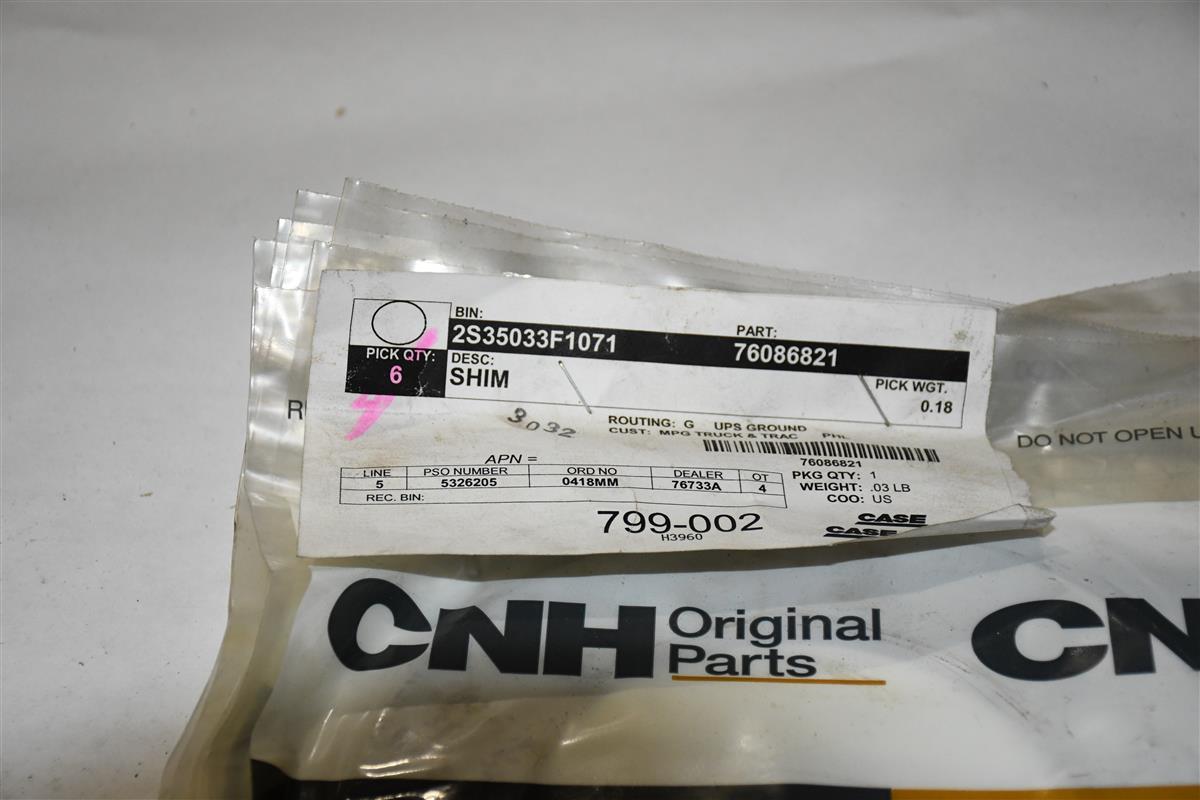 BIN:
2S35033F1071
PART:
76086821
PICK QTY:
6
DESC:
SHIM
PICK WGT.
0.18
3032
ROUTING: G UPS GROUND
CUST: MPG TRUCK & TRAC
76086821
APN =
LINE PSO NUMBER ORD NO DEALER OT
5 5326205 0418MM 76733A 4
REC. BIN:
PKG QTY: 1
WEIGHT: .03 LB
COO: US
799-002
H3960
CASE
CASE
R
DO NOT OPEN U
CNH Original
Parts
CN